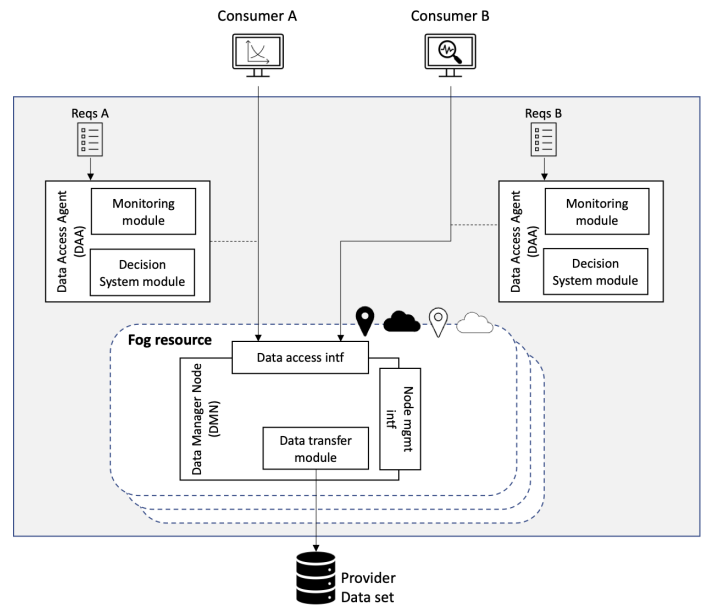 Consumer A
Consumer B
Reqs A
Reqs B
Data Access Agent
(DAA)
Monitoring
module
Decision
System module
Data Access Agent
(DAA)
Monitoring
module
Decision
System module
Fog resource
Data access intf
Data Manager Node
(DMN)
Node mgmt
intf
Data transfer
module
Provider
Data set